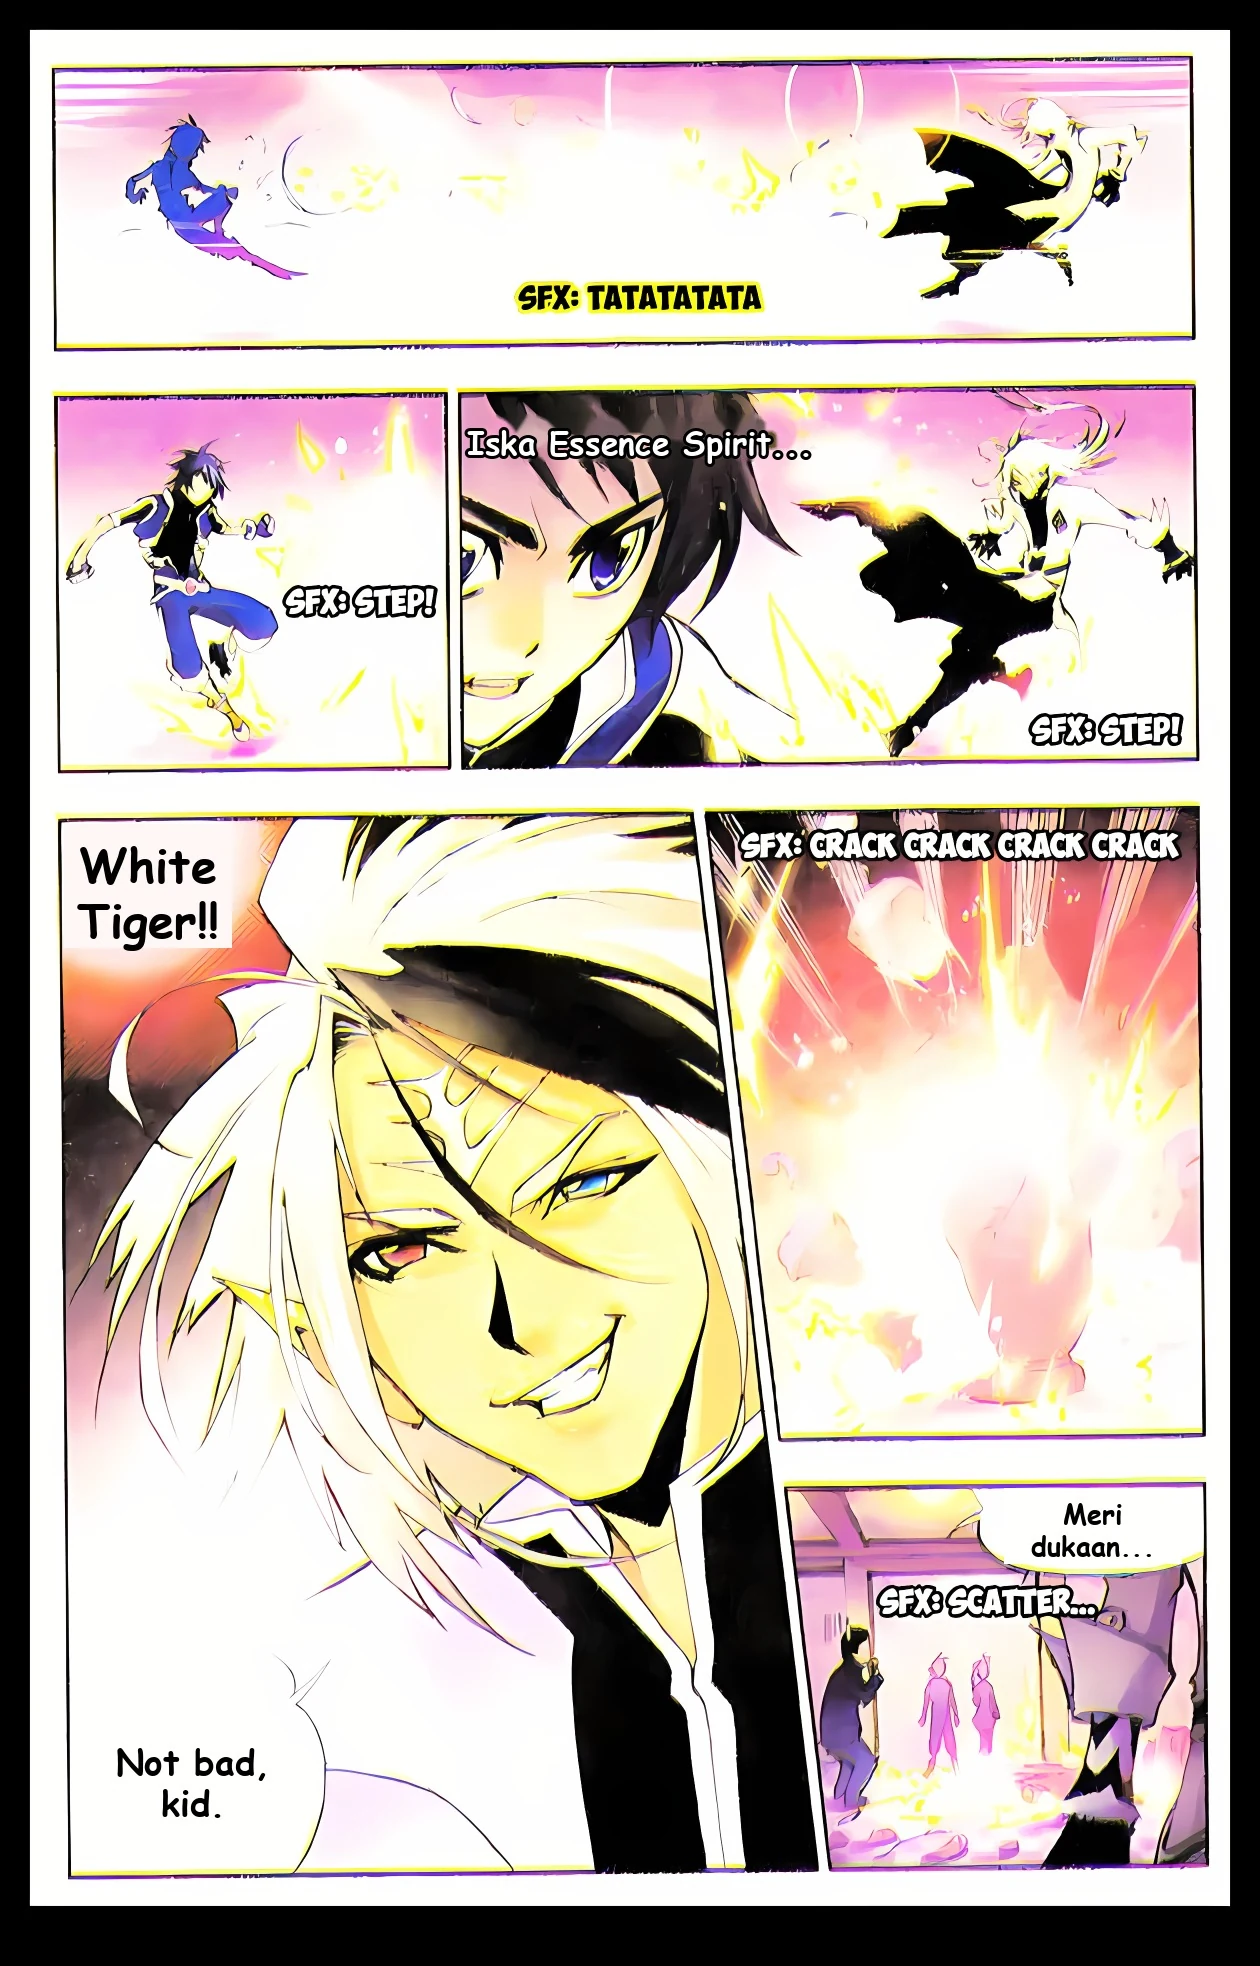 SFX: TATATATATA
SFX: STEP!
Iska Essence Spirit...
SFX: STEP!
White
Tiger!!
SFX: CRACK CRACK CRACK CRACK
Not bad,
kid.
Meri
dukaan...
SFX: SCATTER...